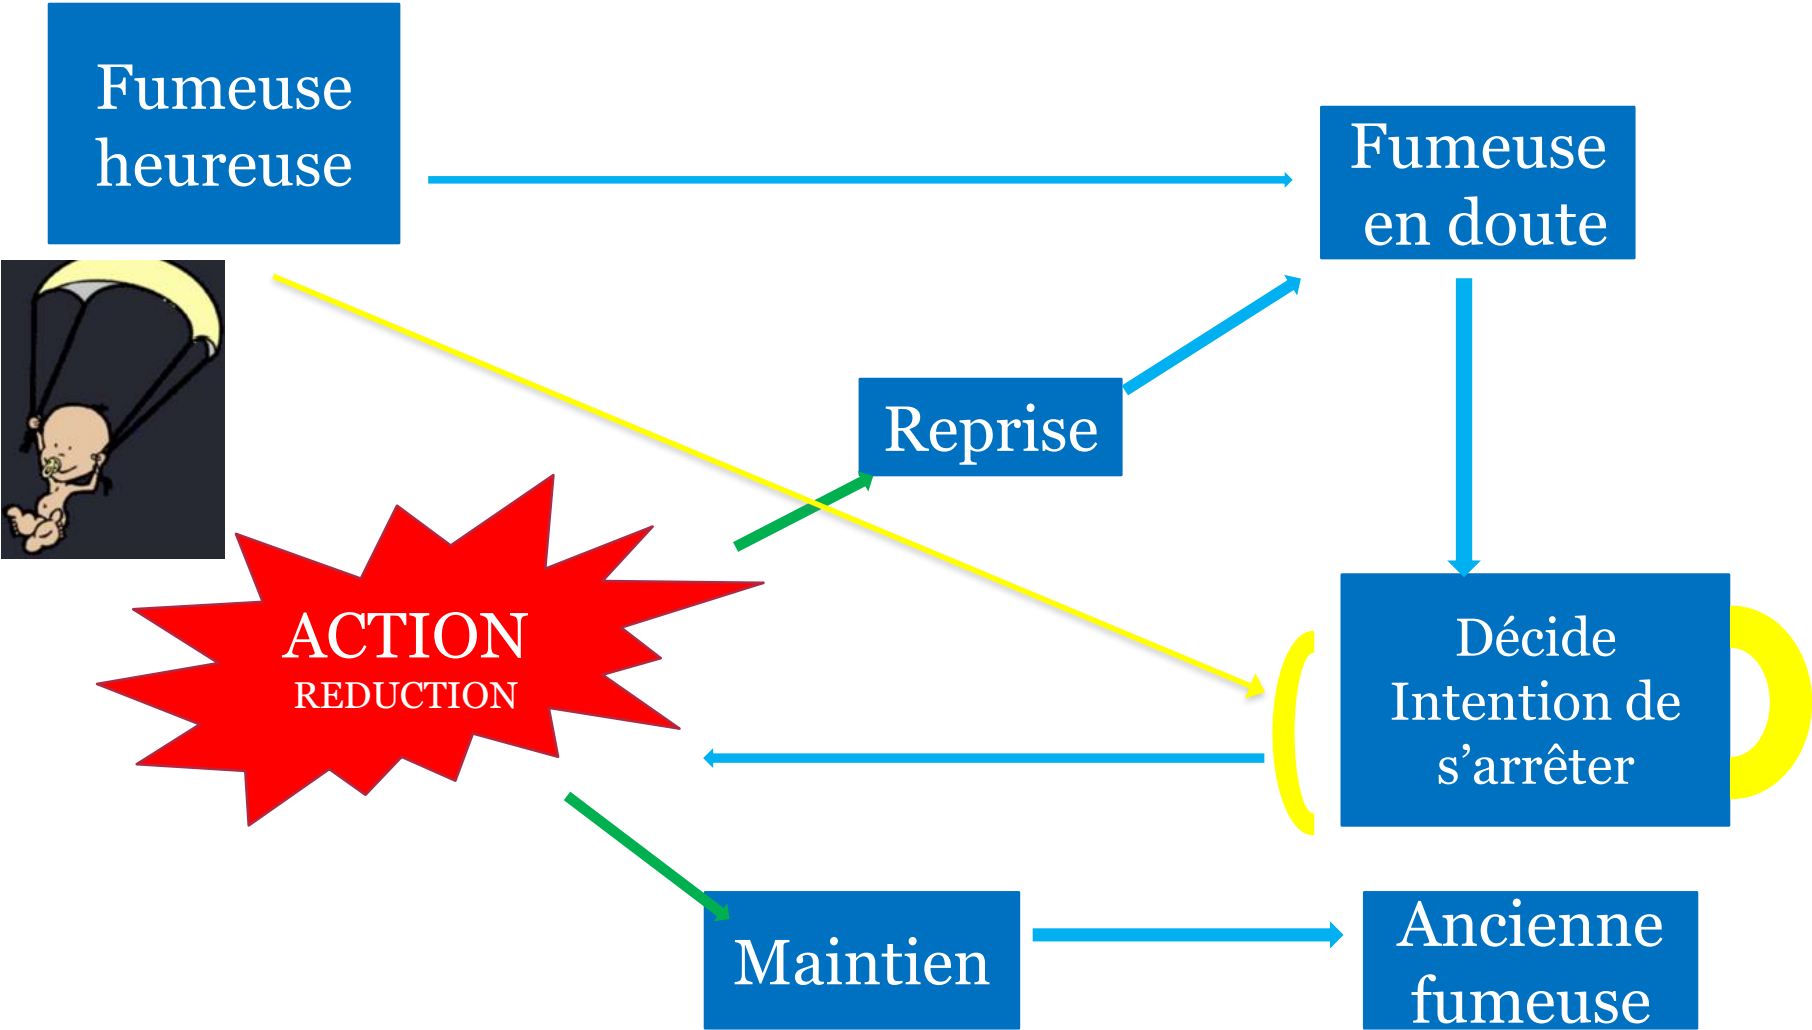 Fumeuse
heureuse
Fumeuse
en doute
Reprise
ACTION
REDUCTION
Décide
Intention de
s’arrêter
Maintien
Ancienne
fumeuse